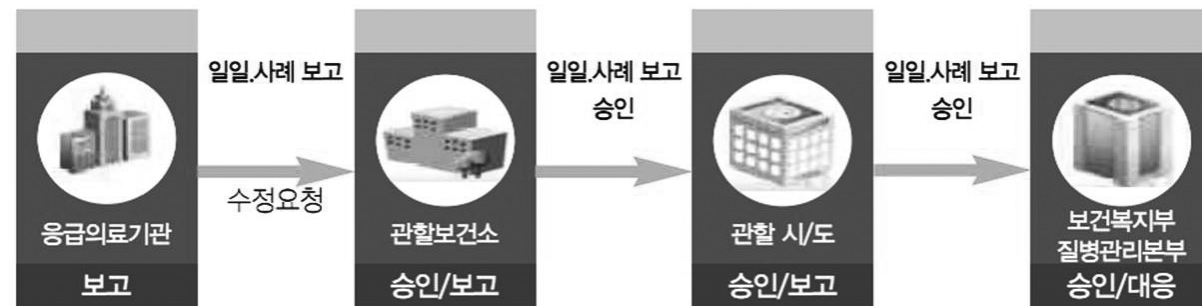 일일.사례 보고
수정요청
일일.사례 보고
승인
일일.사례 보고
승인
응급의료기관
관할보건소
관할 시/도
보건복지부
질병관리본부
보고
승인/보고
승인/보고
승인/대응